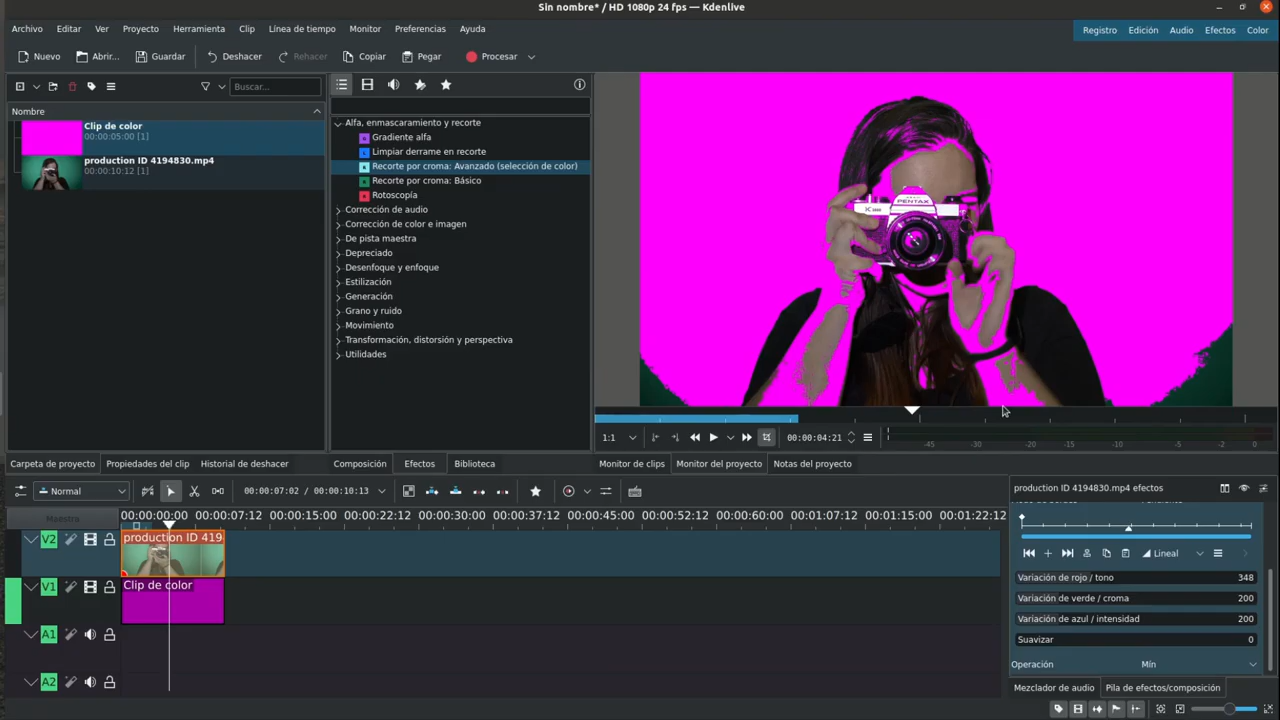 Sin nombre* / HD 1080p 24 fps — Kdenlive
Archivo Editar Ver Proyecto Herramienta Clip Línea de tiempo Monitor Preferencias Ayuda
Registro Edición Audio Efectos Color
Nuevo Abrir... Guardar Deshacer Rehacer Copiar Pegar Procesar
Buscar...
Nombre
Clip de color
00:00:05:00 [1]
production ID 4194830.mp4
00:00:10:12 [1]
Alfa, enmascaramiento y recorte
Gradiente alfa
Limpiar derrame en recorte
Recorte por croma: Avanzado (selección de color)
Recorte por croma: Básico
Rotoscopía
Corrección de audio
Corrección de color e imagen
De pista maestra
Depreciado
Desenfoque y enfoque
Estilización
Generación
Grano y ruido
Movimiento
Transformación, distorsión y perspectiva
Utilidades
PENTAX
1:1
00:00:04:21
-45 -30 -20 -15 -10 -5 -2 0
Carpeta de proyecto Propiedades del clip Historial de deshacer
Composición Efectos Biblioteca
Monitor de clips Monitor del proyecto Notas del proyecto
Normal
00:00:07:02 / 00:00:10:13
Maestra
00:00:00:00 00:00:07:12 00:00:15:00 00:00:22:12 00:00:30:00 00:00:37:12 00:00:45:00 00:00:52:12 00:01:00:00 00:01:07:12 00:01:15:00 00:01:22:12
V2
production ID 419
V1
Clip de color
A1
A2
production ID 4194830.mp4 efectos
Lineal
Variación de rojo / tono 348
Variación de verde / croma 200
Variación de azul / intensidad 200
Suavizar 0
Operación Mín
Mezclador de audio Pila de efectos/composición